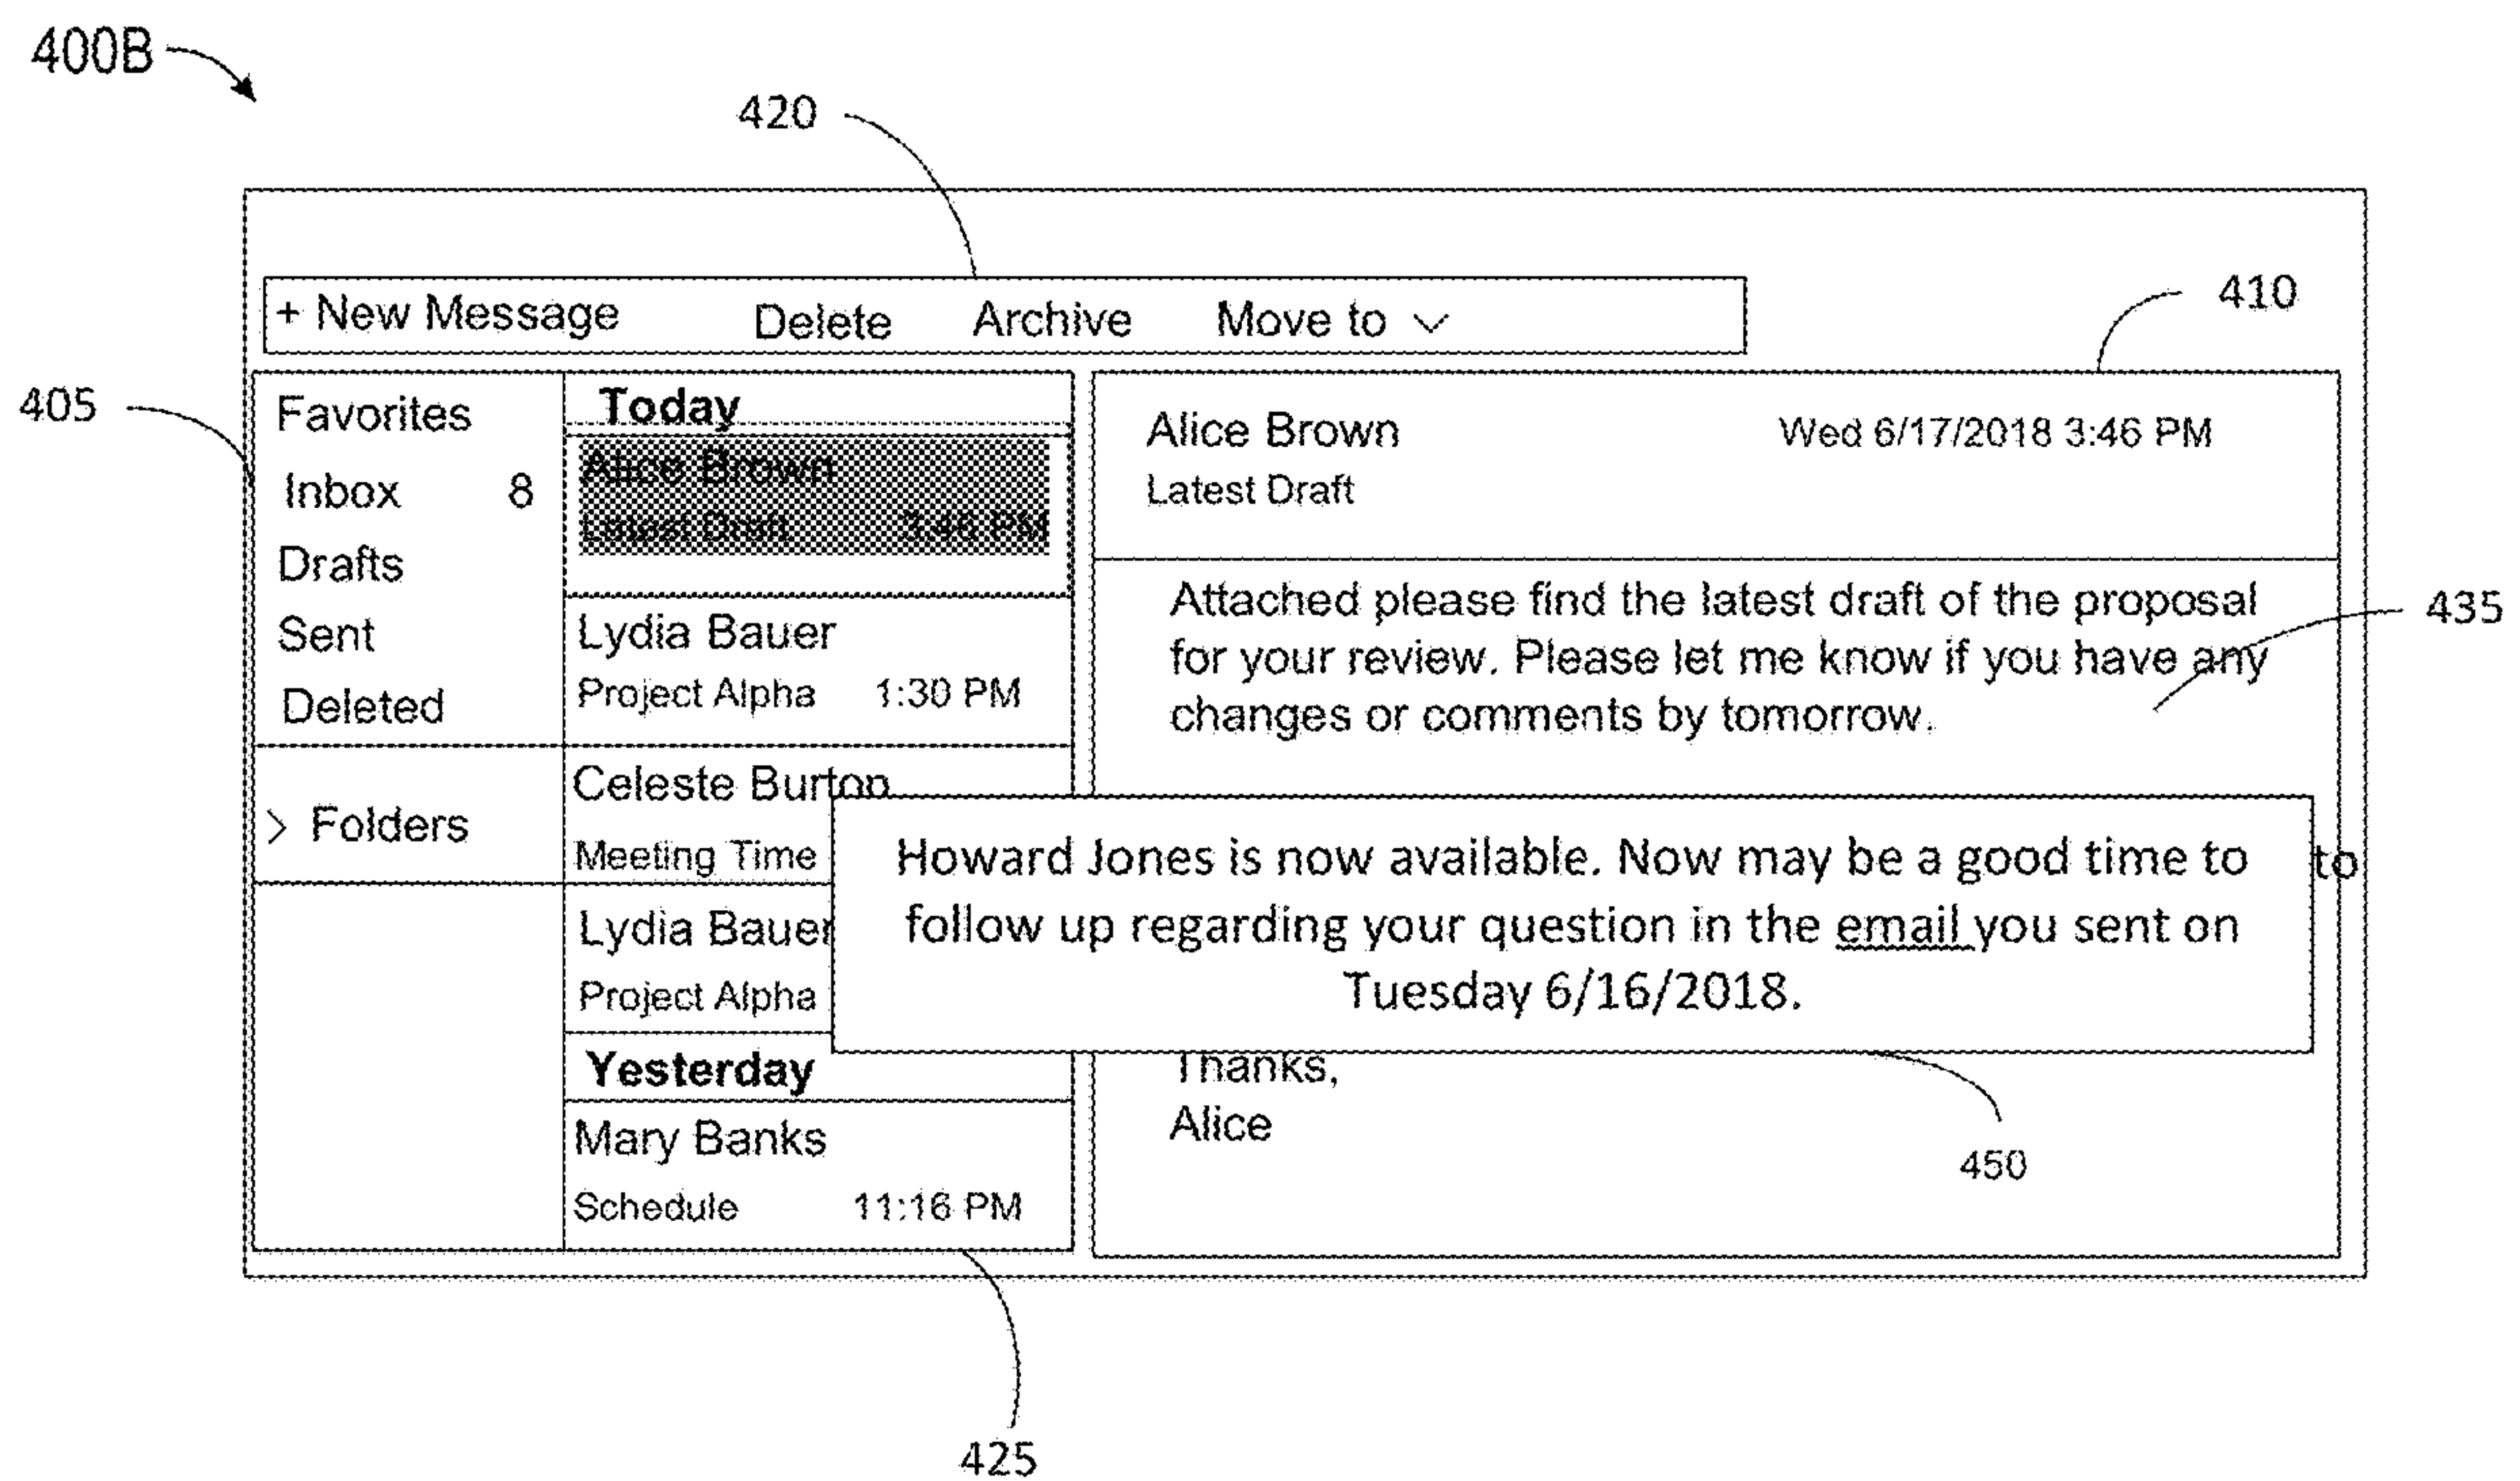 400B
420
+ New Message Delete Archive Move to
410
405
Favorites
Inbox 8
Drafts
Sent
Deleted
Folders
Today
Alice Brown
Latest Draft 3:46 PM
Lydia Bauer
Project Alpha 1:30 PM
Celeste Burton
Meeting Time
Lydia Bauer
Project Alpha
Yesterday
Mary Banks
Schedule 11:16 PM
Alice Brown Wed 6/17/2018 3:46 PM
Latest Draft
Attached please find the latest draft of the proposal
for your review. Please let me know if you have any
changes or comments by tomorrow.
435
to
Howard Jones is now available. Now may be a good time to
follow up regarding your question in the email you sent on
Tuesday 6/16/2018.
Thanks,
Alice
450
425